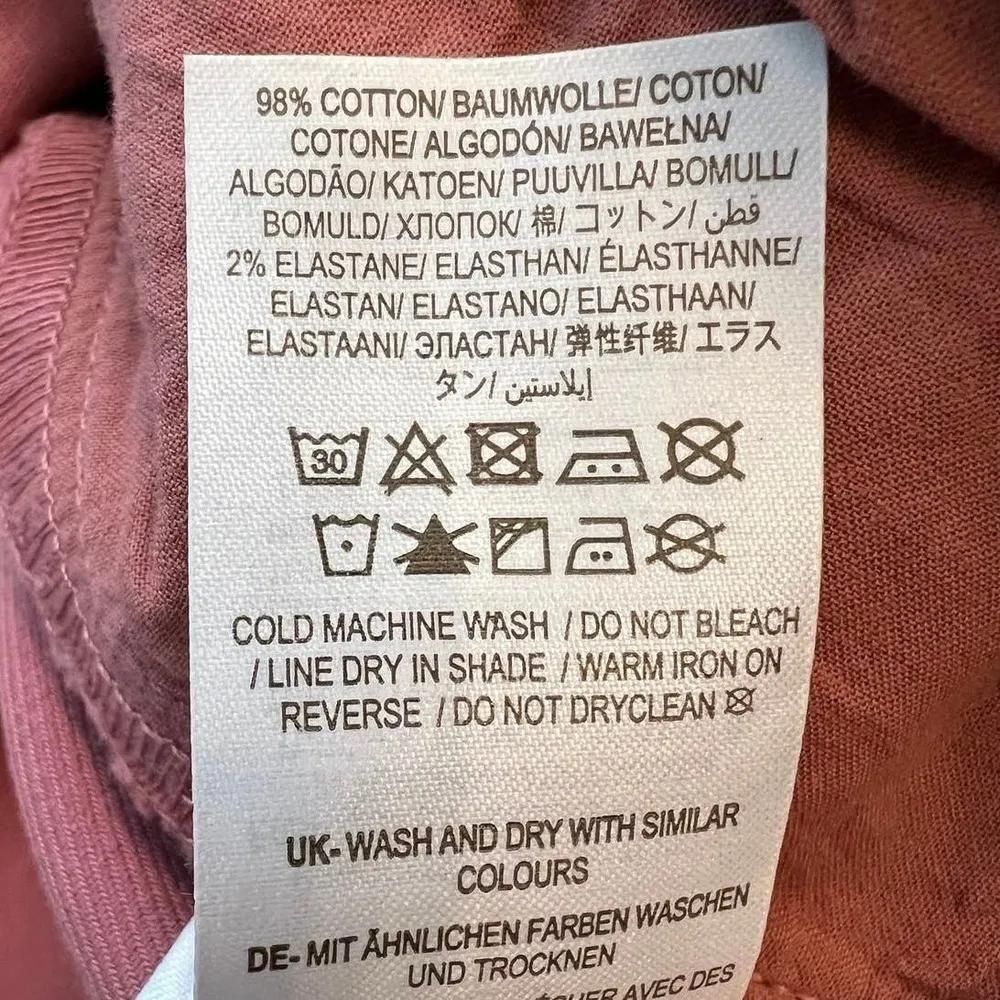 98% COTTON/ BAUMWOLLE/ COTON/
COTONE/ ALGODÓN/ BAWEŁNA/
ALGODÃO/ KATOEN/ PUUVILLA/ BOMULL/
BOMULD/ ХЛОПОК/ 棉/ コットン/ قطن
2% ELASTANE/ ELASTHAN/ ÉLASTHANNE/
ELASTAN/ ELASTANO/ ELASTHAAN/
ELASTAANI/ ЭЛАСТАН/ 弹性纤维/ エラス
タン/ إيلاستين
30
COLD MACHINE WASH / DO NOT BLEACH
/ LINE DRY IN SHADE / WARM IRON ON
REVERSE / DO NOT DRYCLEAN
UK- WASH AND DRY WITH SIMILAR
COLOURS
DE- MIT ÄHNLICHEN FARBEN WASCHEN
UND TROCKNEN
AVEC DES